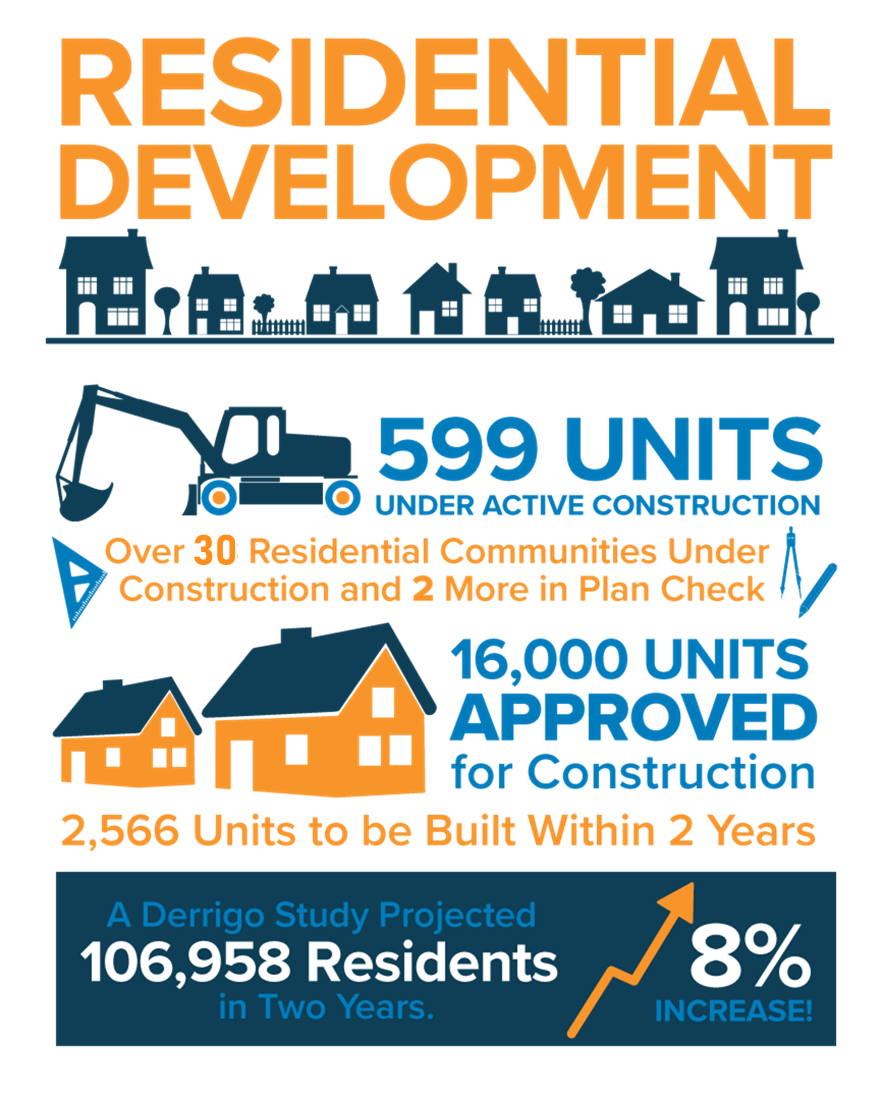 RESIDENTIAL
DEVELOPMENT
599 UNITS
UNDER ACTIVE CONSTRUCTION
Over 30 Residential Communities Under
Construction and 2 More in Plan Check
16,000 UNITS
APPROVED
for Construction
2,566 Units to be Built Within 2 Years
A Derrigo Study Projected
106,958 Residents
in Two Years.
8%
INCREASE!